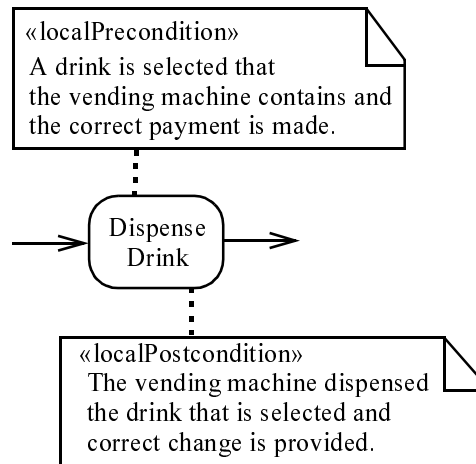 «localPrecondition»
A drink is selected that
the vending machine contains and
the correct payment is made.
Dispense
Drink
«localPostcondition»
The vending machine dispensed
the drink that is selected and
correct change is provided.